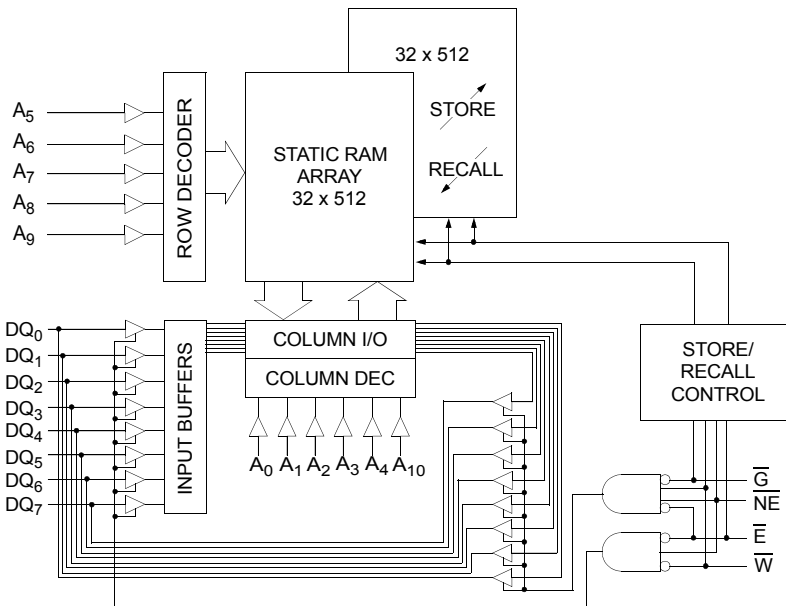 32 x 512
STORE
RECALL
A5
A6
A7
A8
A9
ROW DECODER
STATIC RAM
ARRAY
32 x 512
DQ0
DQ1
DQ2
DQ3
DQ4
DQ5
DQ6
DQ7
INPUT BUFFERS
COLUMN I/O
COLUMN DEC
A0 A1 A2 A3 A4 A10
STORE/
RECALL
CONTROL
G̅
N̅E̅
E̅
W̅